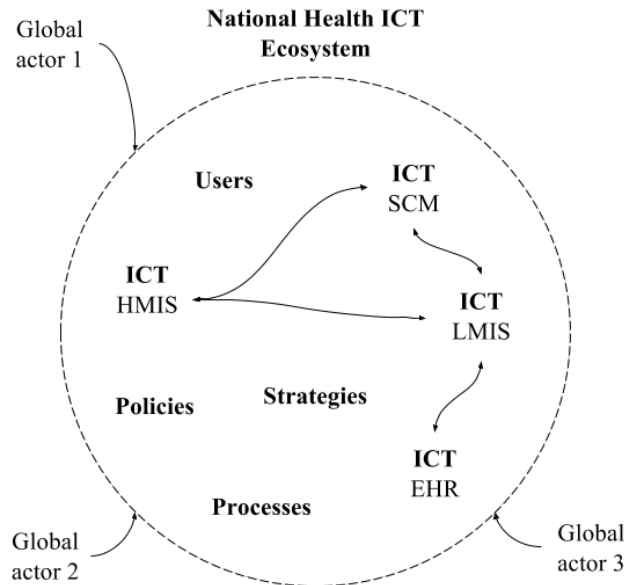 National Health ICT
Ecosystem
Global
actor 1
Users
ICT
SCM
ICT
HMIS
ICT
LMIS
Policies
Strategies
ICT
EHR
Processes
Global
actor 2
Global
actor 3